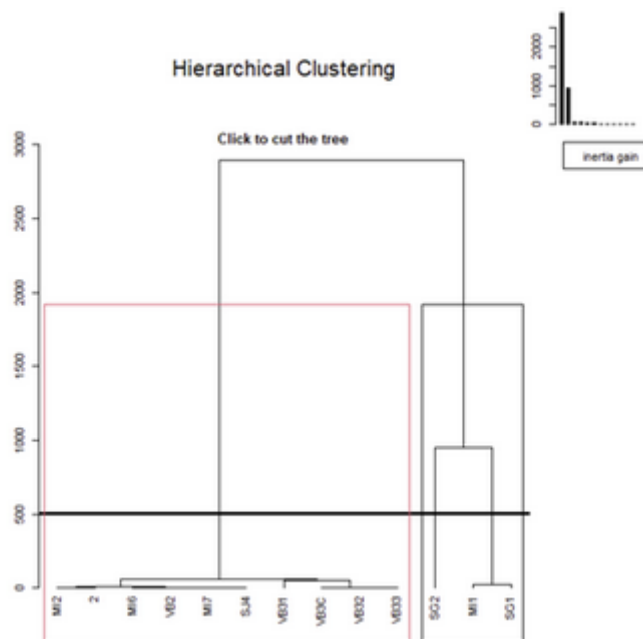 Hierarchical Clustering
0 1000 2000
inertia gain
Click to cut the tree
0 500 1000 1500 2000 2500 3000
MI2
2
MI6
VB2
MI7
SJ4
VB31
VB3C
VB32
VB33
SG2
MI1
SG1